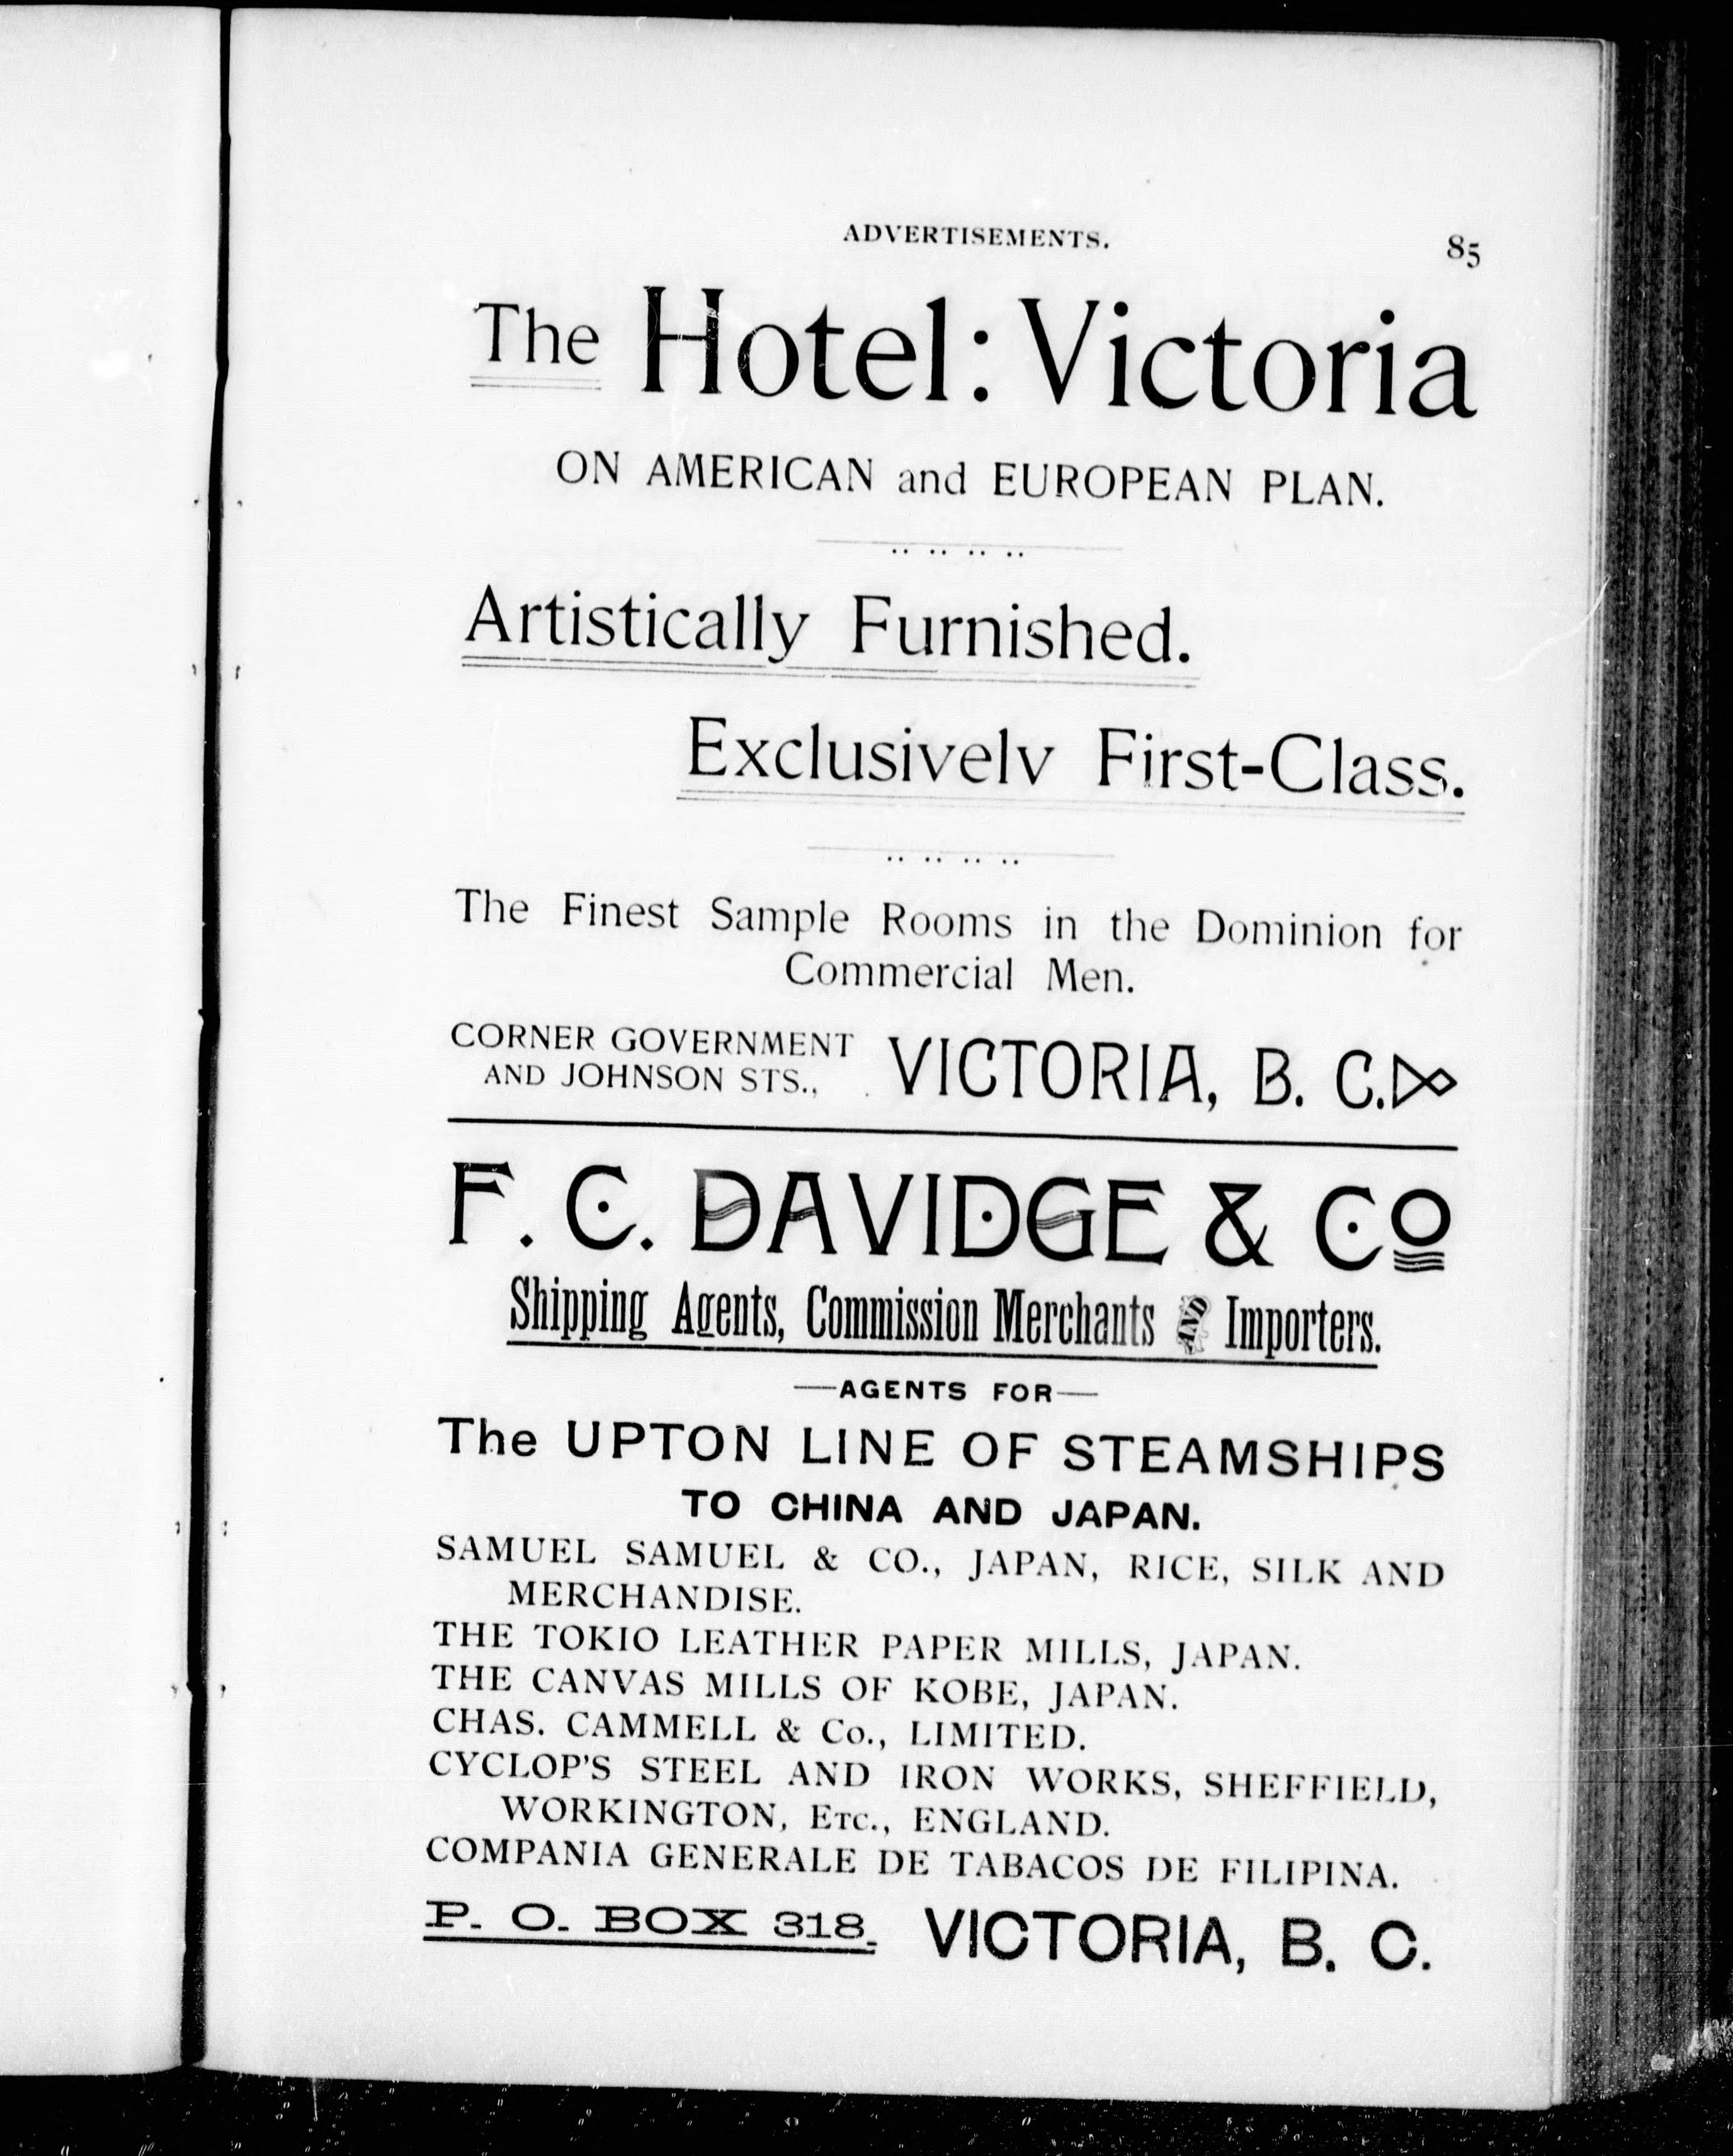 ADVERTISEMENTS.
85
The Hotel: Victoria
ON AMERICAN and EUROPEAN PLAN.
Artistically Furnished.
Exclusively First-Class.
The Finest Sample Rooms in the Dominion for
Commercial Men.
CORNER GOVERNMENT
AND JOHNSON STS.,
VICTORIA, B. C.
F. C. DAVIDGE & CO
Shipping Agents, Commission Merchants AND Importers.
—AGENTS FOR—
The UPTON LINE OF STEAMSHIPS
TO CHINA AND JAPAN.
SAMUEL SAMUEL & CO., JAPAN, RICE, SILK AND
MERCHANDISE.
THE TOKIO LEATHER PAPER MILLS, JAPAN.
THE CANVAS MILLS OF KOBE, JAPAN.
CHAS. CAMMELL & Co., LIMITED.
CYCLOP'S STEEL AND IRON WORKS, SHEFFIELD,
WORKINGTON, ETC., ENGLAND.
COMPANIA GENERALE DE TABACOS DE FILIPINA.
P. O. BOX 318.
VICTORIA, B. C.